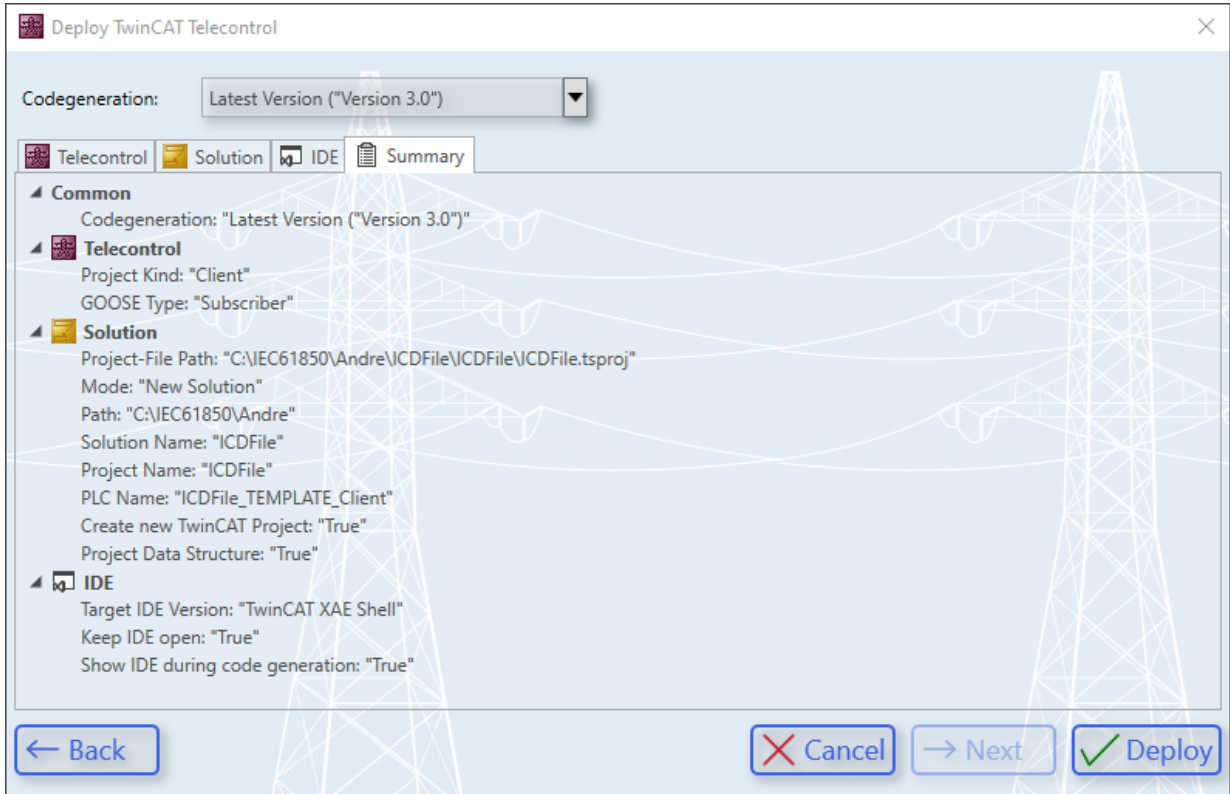 Deploy TwinCAT Telecontrol
Codegeneration: Latest Version ("Version 3.0")
Telecontrol Solution IDE Summary
Common
Codegeneration: "Latest Version ("Version 3.0")"
Telecontrol
Project Kind: "Client"
GOOSE Type: "Subscriber"
Solution
Project-File Path: "C:\IEC61850\Andre\ICDFile\ICDFile\ICDFile.tsproj"
Mode: "New Solution"
Path: "C:\IEC61850\Andre"
Solution Name: "ICDFile"
Project Name: "ICDFile"
PLC Name: "ICDFile_TEMPLATE_Client"
Create new TwinCAT Project: "True"
Project Data Structure: "True"
IDE
Target IDE Version: "TwinCAT XAE Shell"
Keep IDE open: "True"
Show IDE during code generation: "True"
Back Cancel Next Deploy